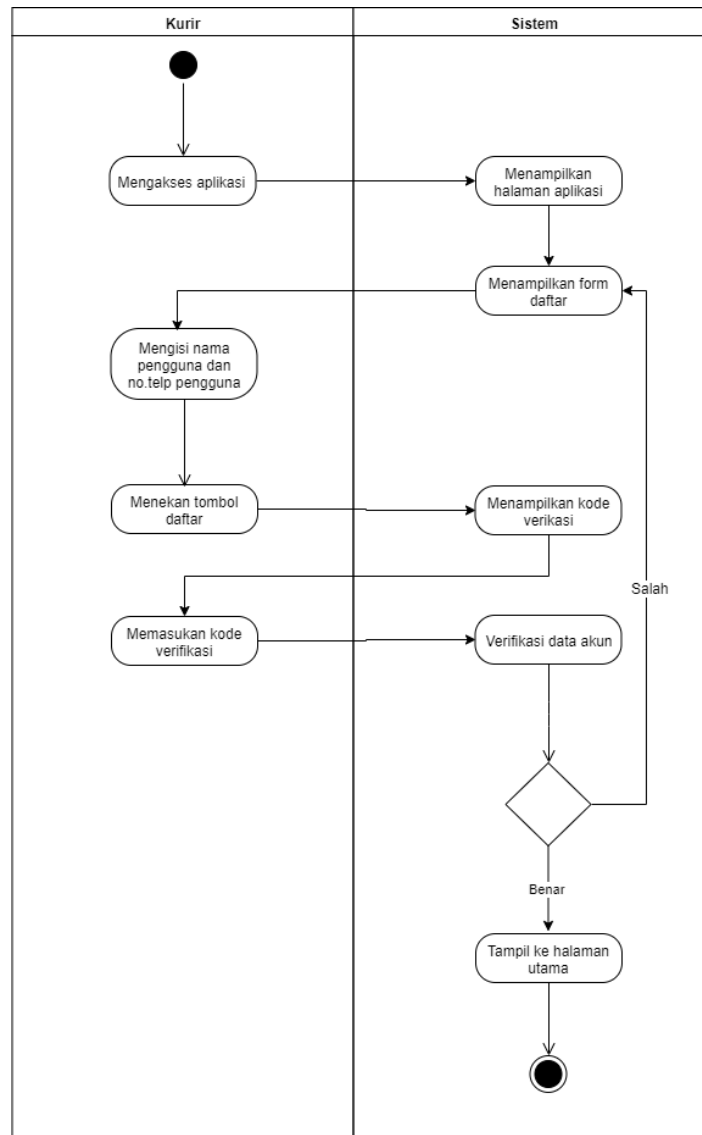 Kurir
Sistem
Mengakses aplikasi
Menampilkan
halaman aplikasi
Menampilkan form
daftar
Mengisi nama
pengguna dan
no.telp pengguna
Menekan tombol
daftar
Menampilkan kode
verikasi
Salah
Memasukan kode
verifikasi
Verifikasi data akun
Benar
Tampil ke halaman
utama